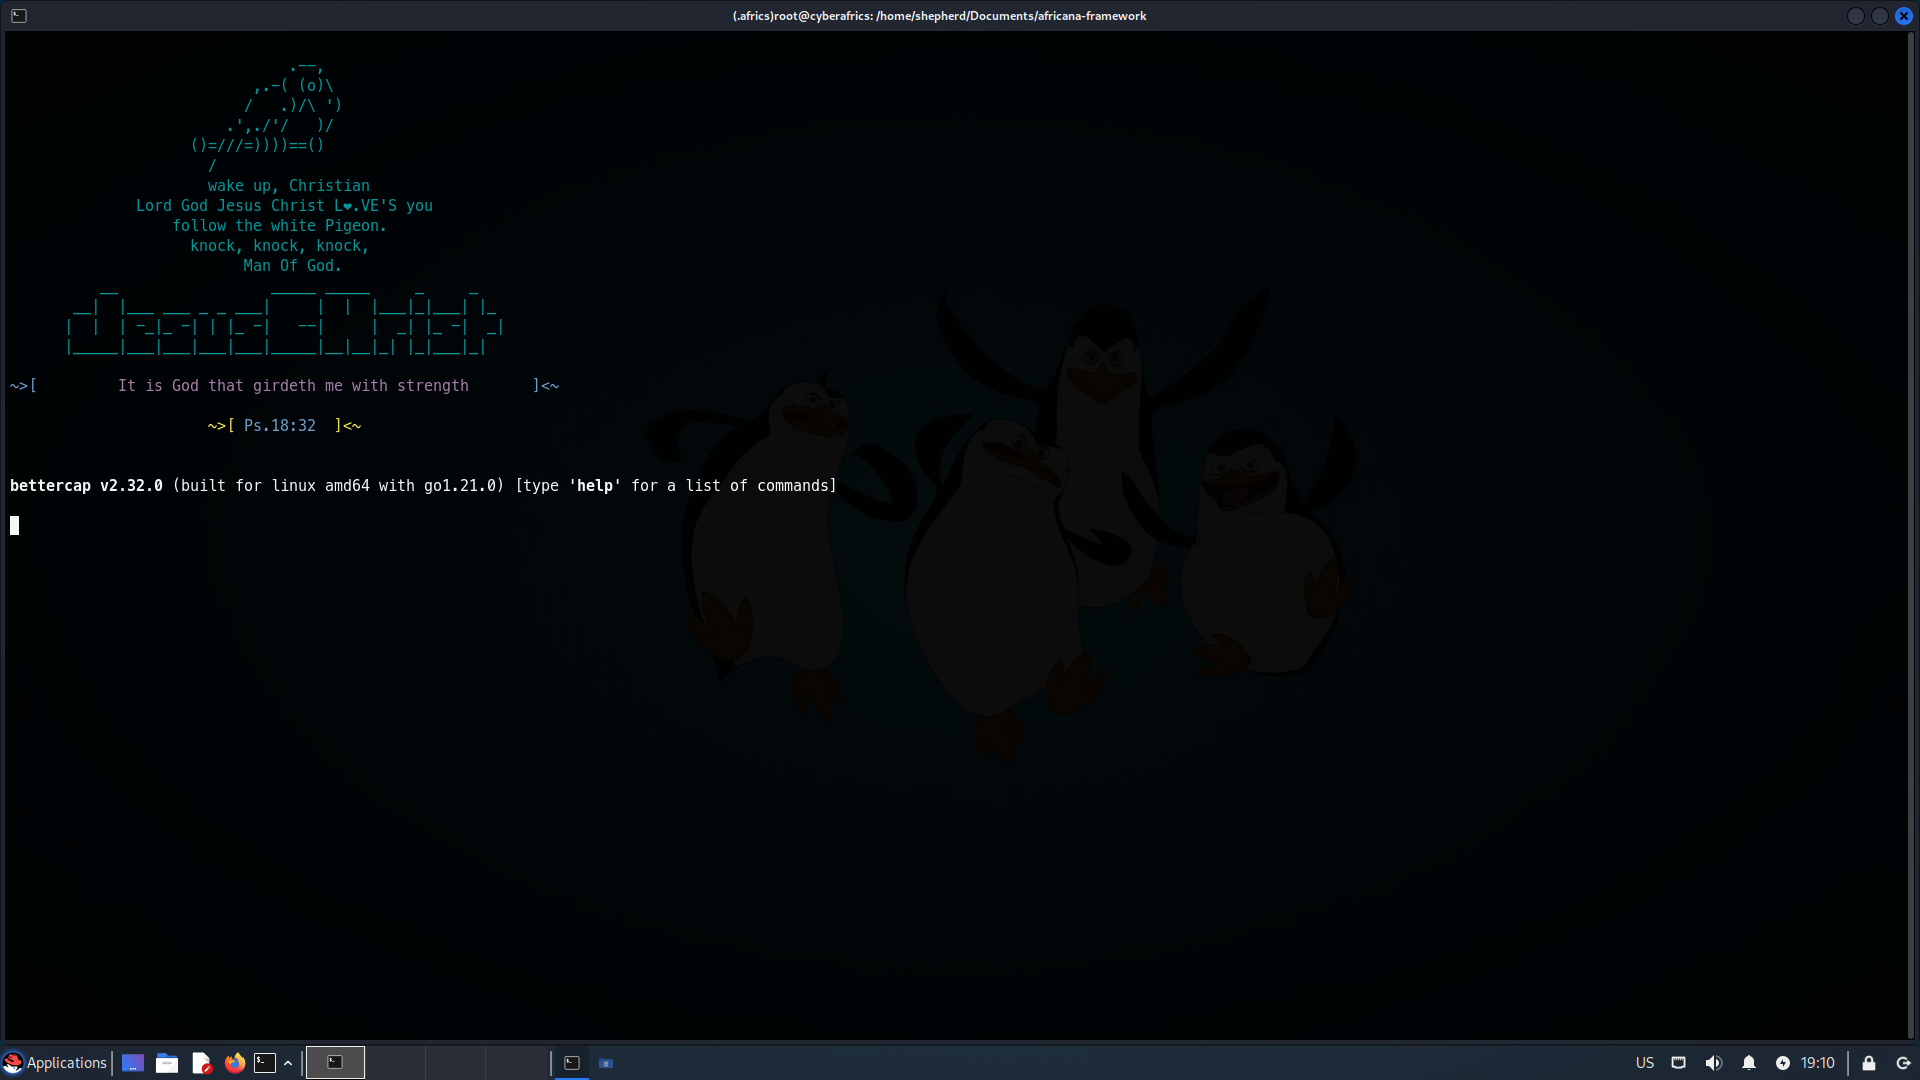 (.africs)root@cyberafrics: /home/shepherd/Documents/africana-framework
wake up, Christian
Lord God Jesus Christ L❤.VE'S you
follow the white Pigeon.
knock, knock, knock,
Man Of God.
JesusChrist
~>[ It is God that girdeth me with strength ]<~
~>[ Ps.18:32 ]<~
bettercap v2.32.0 (built for linux amd64 with go1.21.0) [type 'help' for a list of commands]
Applications
US
19:10